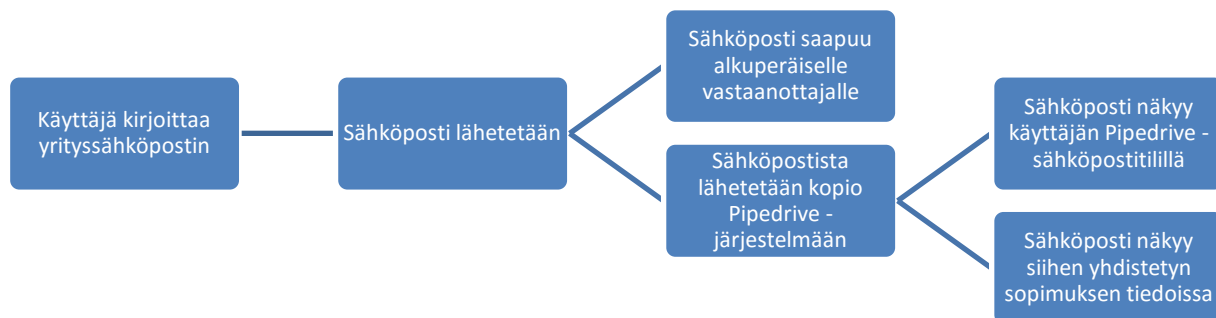 Käyttäjä kirjoittaa
yrityssähköpostin
Sähköposti lähetetään
Sähköposti saapuu
alkuperäiselle
vastaanottajalle
Sähköpostista
lähetetään kopio
Pipedrive -
järjestelmään
Sähköposti näkyy
käyttäjän Pipedrive -
sähköpostitilillä
Sähköposti näkyy
siihen yhdistetyn
sopimuksen tiedoissa